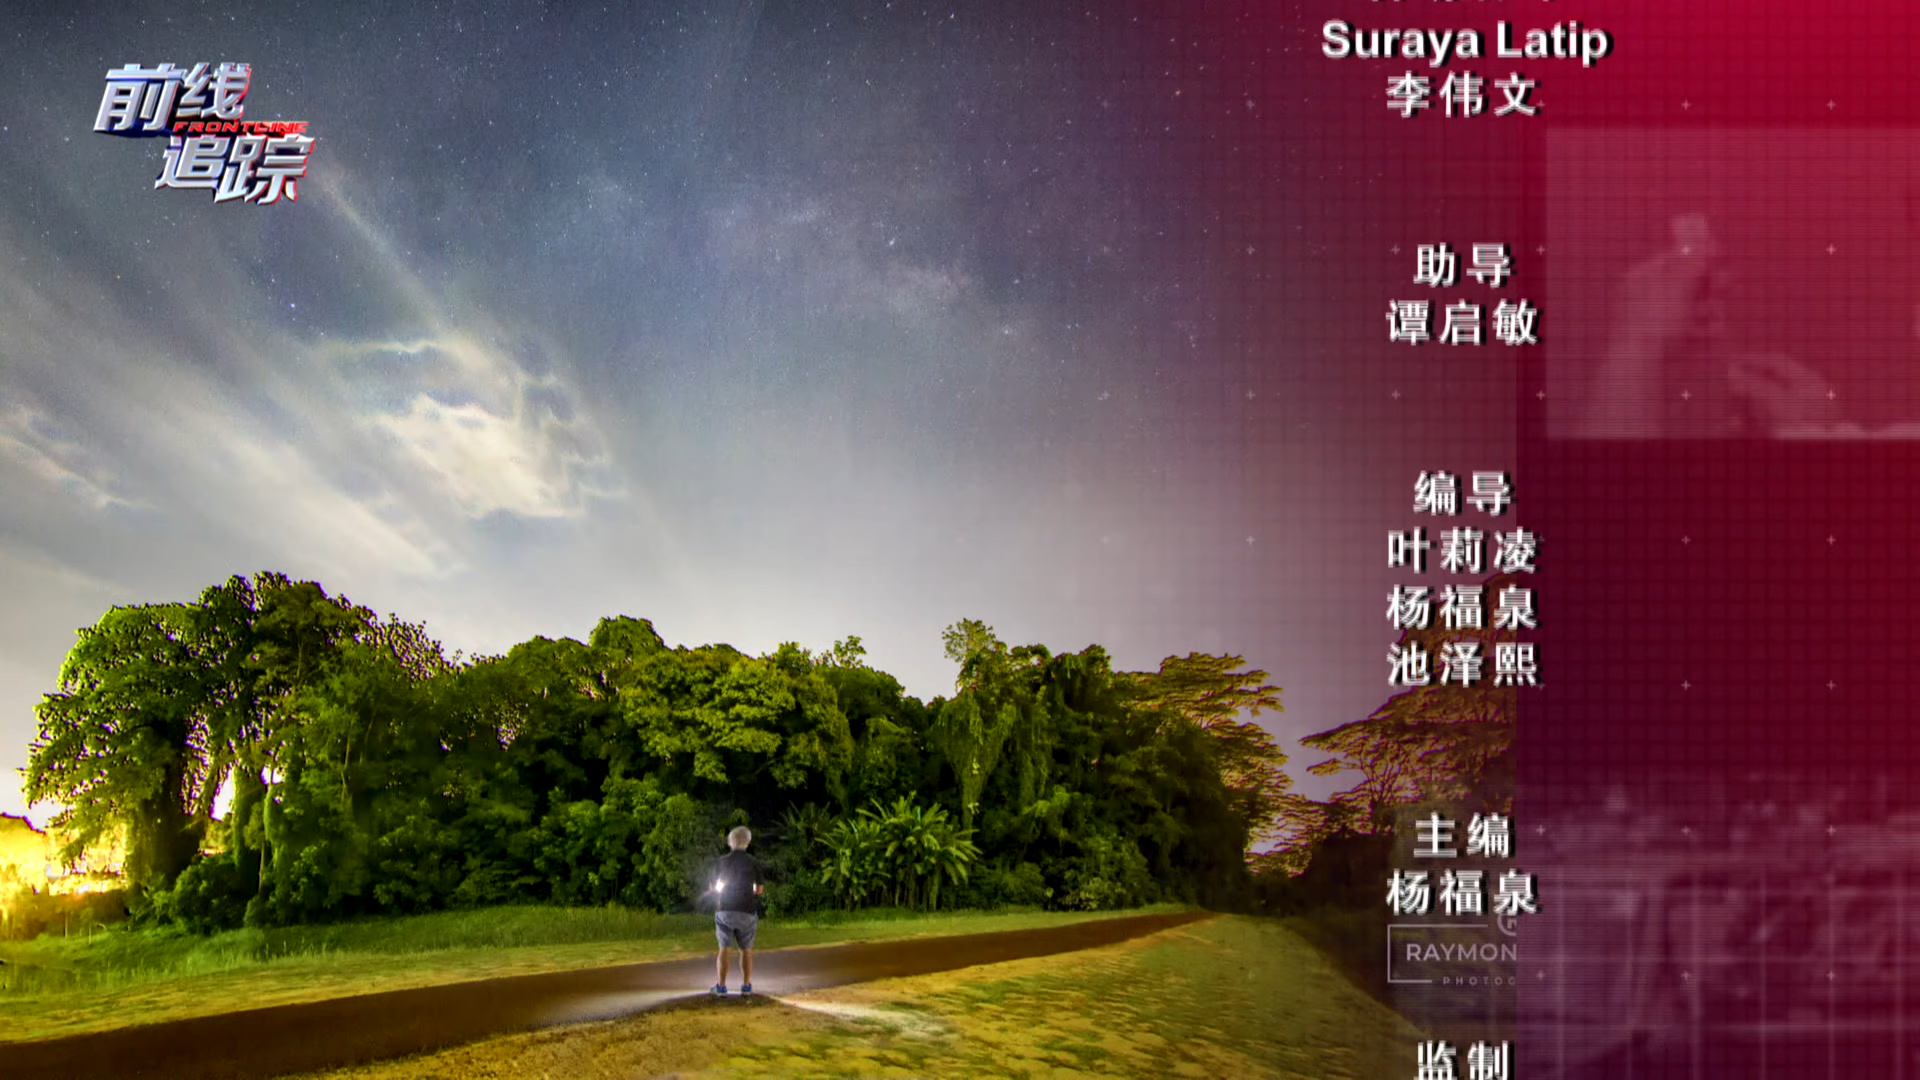 前线
FRONTLINE
追踪
Suraya Latip
李伟文
助导
谭启敏
编导
叶莉凌
杨福泉
池泽熙
主编
杨福泉
RAYMON
PHOTOG
监制